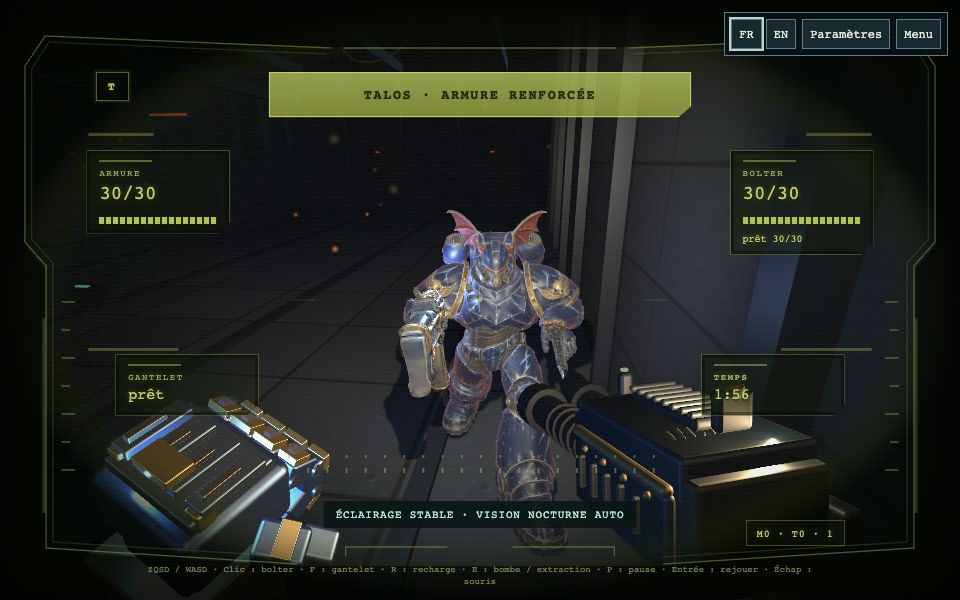 FR
EN
Paramètres
Menu
T
TALOS · ARMURE RENFORCÉE
ARMURE
30/30
BOLTER
30/30
prêt 30/30
GANTELET
prêt
TEMPS
1:56
ÉCLAIRAGE STABLE · VISION NOCTURNE AUTO
M0 · T0 · 1
ZQSD / WASD · Clic : bolter · F : gantelet · R : recharge · E : bombe / extraction · P : pause · Entrée : rejouer · Échap :
souris